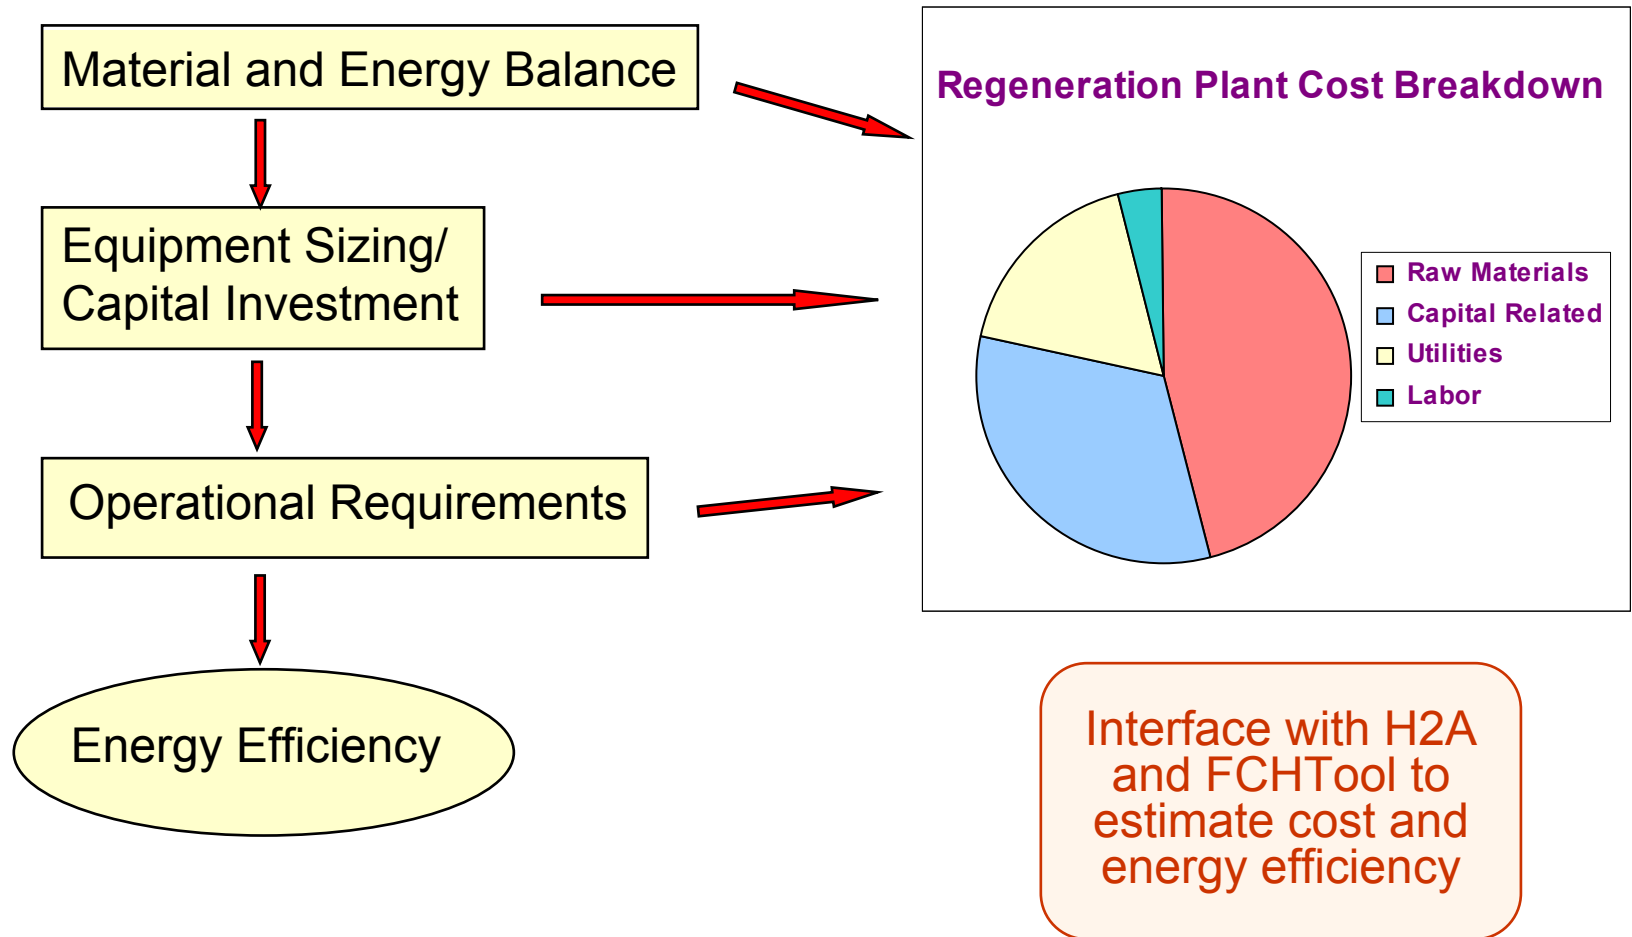 Material and Energy Balance
Equipment Sizing/
Capital Investment
Operational Requirements
Energy Efficiency
Regeneration Plant Cost Breakdown
Raw Materials
Capital Related
Utilities
Labor
Interface with H2A
and FCHTool to
estimate cost and
energy efficiency